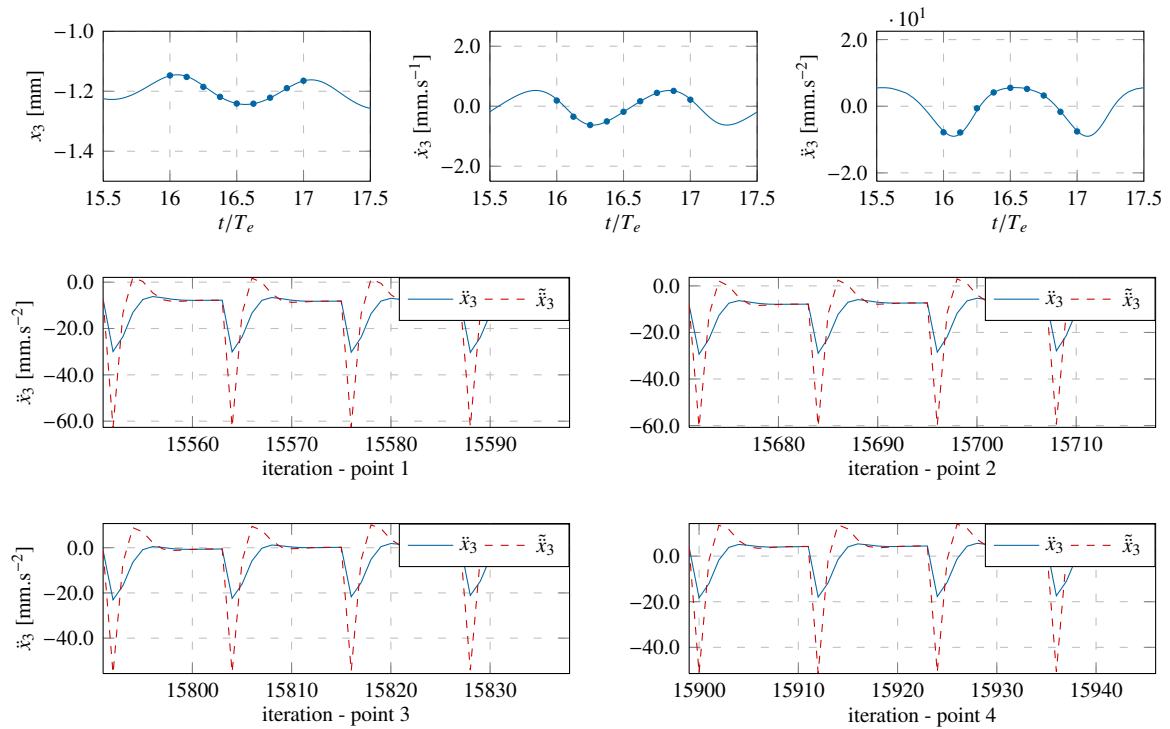 · 10¹
−1.0
−1.2
−1.4
x₃ [mm]
15.5 16 16.5 17 17.5
t/Tₑ
2.0
0.0
−2.0
ẋ₃ [mm.s⁻¹]
15.5 16 16.5 17 17.5
t/Tₑ
2.0
0.0
−2.0
ẍ₃ [mm.s⁻²]
15.5 16 16.5 17 17.5
t/Tₑ
0.0
−20.0
−40.0
−60.0
ẍ₃ [mm.s⁻²]
ẍ₃ x̃̈₃
15560 15570 15580 15590
iteration - point 1
0.0
−20.0
−40.0
−60.0
ẍ₃ x̃̈₃
15680 15690 15700 15710
iteration - point 2
0.0
−20.0
−40.0
ẍ₃ [mm.s⁻²]
ẍ₃ x̃̈₃
15800 15810 15820 15830
iteration - point 3
0.0
−20.0
−40.0
ẍ₃ x̃̈₃
15900 15910 15920 15930 15940
iteration - point 4